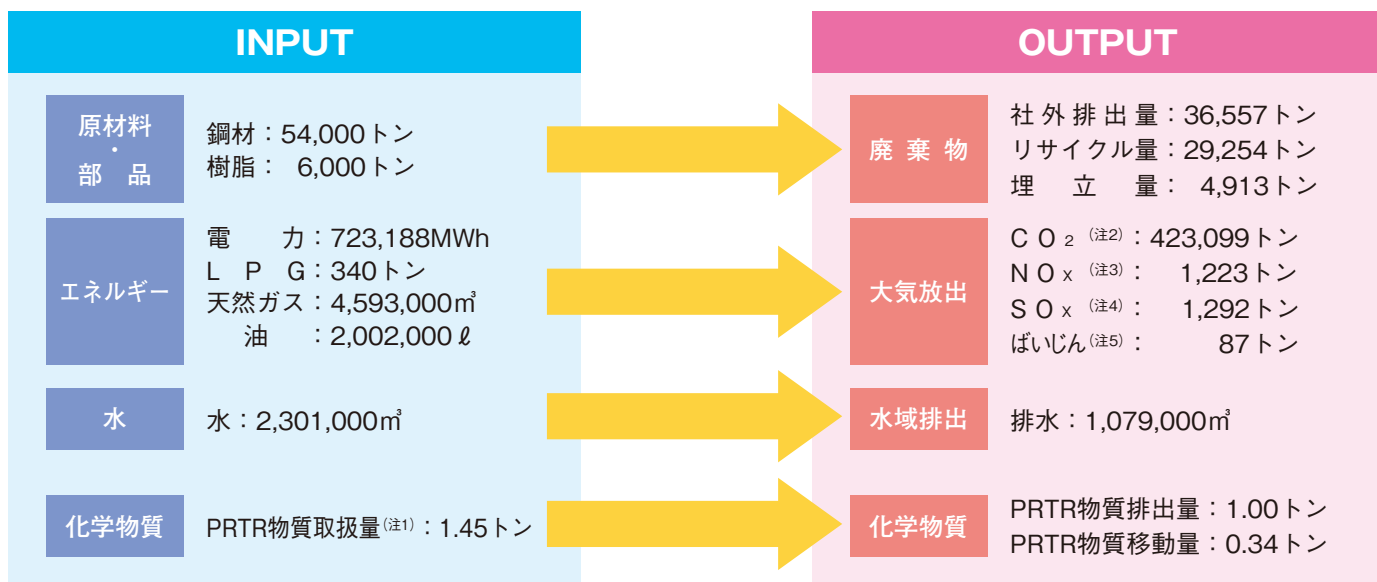 INPUT
原材料
・
部品
鋼材：54,000トン
樹脂： 6,000トン
エネルギー
電力：723,188MWh
LPG：340トン
天然ガス：4,593,000㎥
油：2,002,000ℓ
水
水：2,301,000㎥
化学物質
PRTR物質取扱量(注1)：1.45トン
OUTPUT
廃棄物
社外排出量：36,557トン
リサイクル量：29,254トン
埋立量： 4,913トン
大気放出
CO₂(注2)：423,099トン
NOx(注3)： 1,223トン
SOx(注4)： 1,292トン
ばいじん(注5)： 87トン
水域排出
排水：1,079,000㎥
化学物質
PRTR物質排出量：1.00トン
PRTR物質移動量：0.34トン